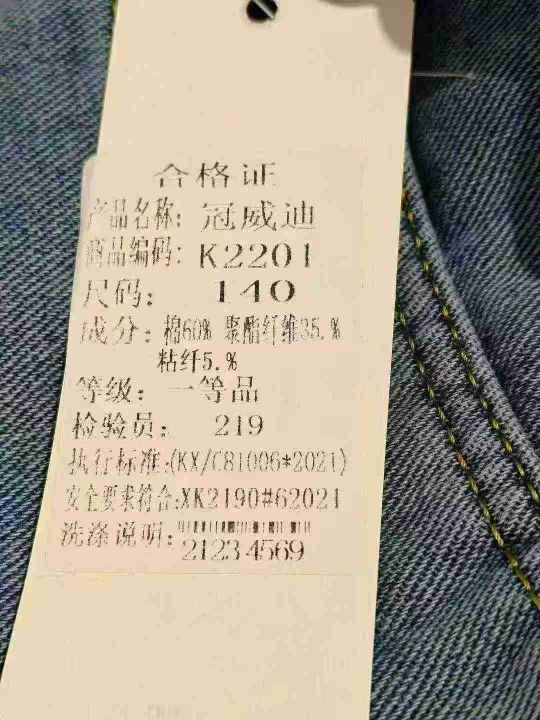 合格证
产品名称: 冠威迪
商品编码: K2201
尺码: 140
成分: 棉60% 聚酯纤维35.%
粘纤5.%
等级: 一等品
检验员: 219
执行标准:(KX/C81006*2021)
安全要求符合:XK2190#62021
洗涤说明:
21234569